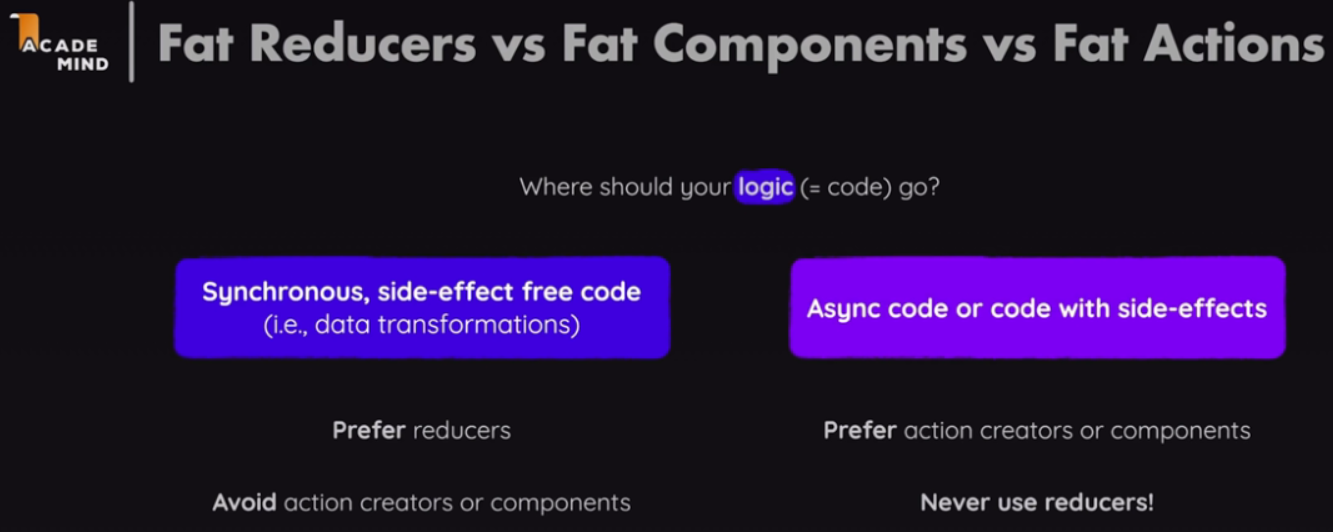 ACADE
MIND
Fat Reducers vs Fat Components vs Fat Actions
Where should your logic (= code) go?
Synchronous, side-effect free code
(i.e., data transformations)
Async code or code with side-effects
Prefer reducers
Prefer action creators or components
Avoid action creators or components
Never use reducers!